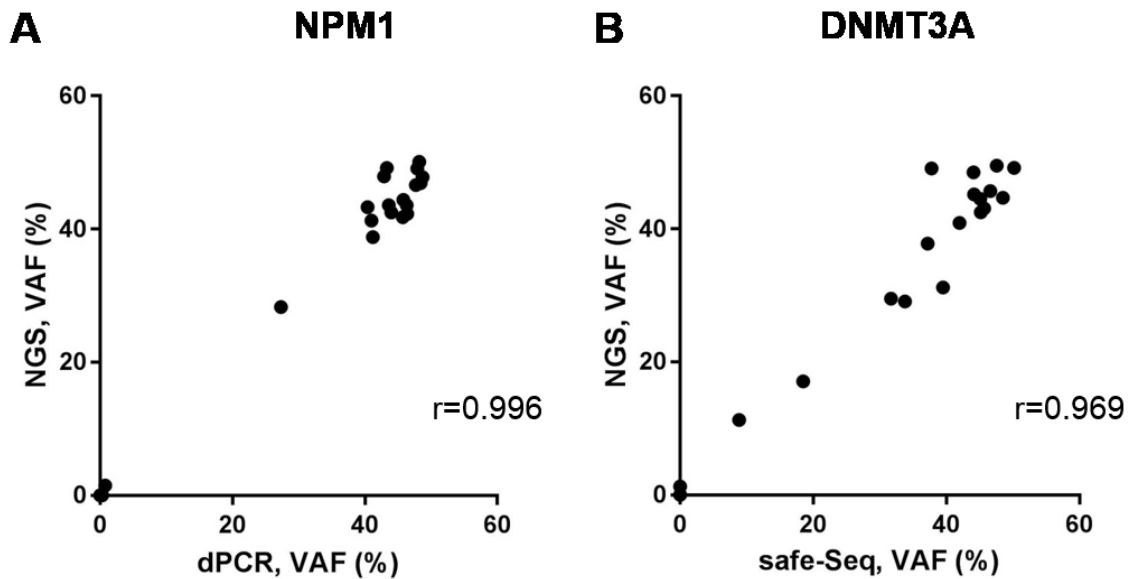 A
NPM1
60
40
20
0
NGS, VAF (%)
r=0.996
0
20
40
60
dPCR, VAF (%)
B
DNMT3A
60
40
20
0
NGS, VAF (%)
r=0.969
0
20
40
60
safe-Seq, VAF (%)